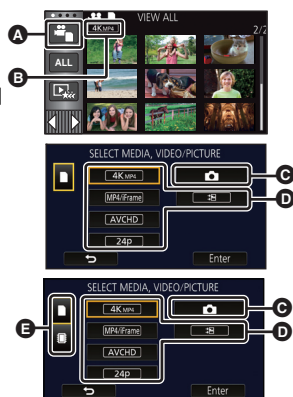 VIEW ALL
4K MP4
2/2
A
ALL
B
SELECT MEDIA, VIDEO/PICTURE
4K MP4
C
MP4/iFrame
D
AVCHD
24p
Enter
SELECT MEDIA, VIDEO/PICTURE
4K MP4
C
E
MP4/iFrame
D
AVCHD
24p
Enter